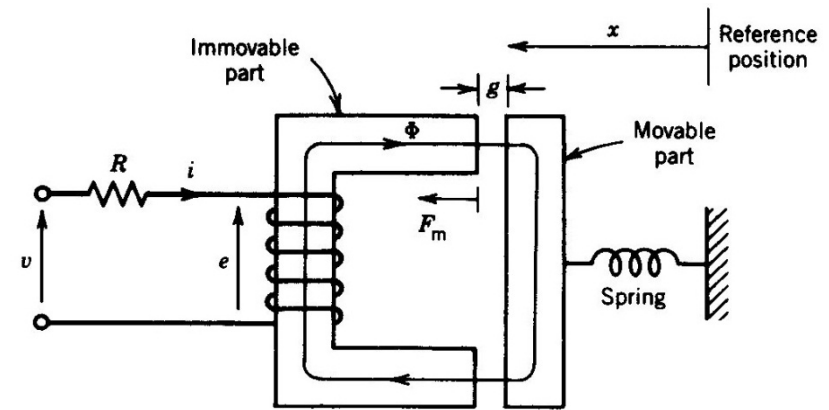 Immovable
part
x
Reference
position
g
Φ
Movable
part
R
i
F_m
v
e
Spring